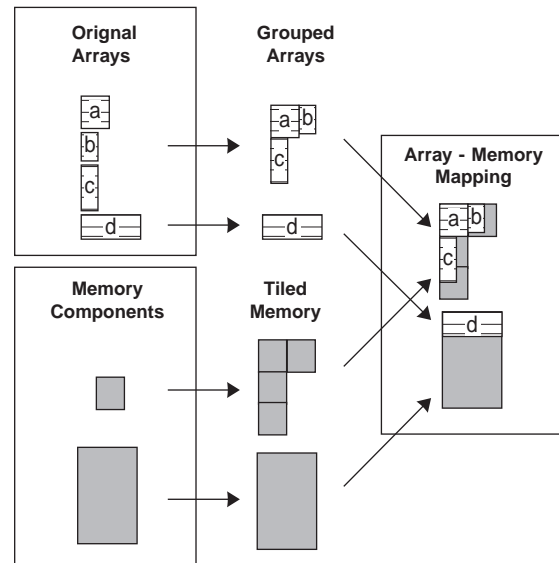 Orignal
Arrays
a
b
c
d
Grouped
Arrays
a b
c
d
Memory
Components
Tiled
Memory
Array - Memory
Mapping
a b
c
d